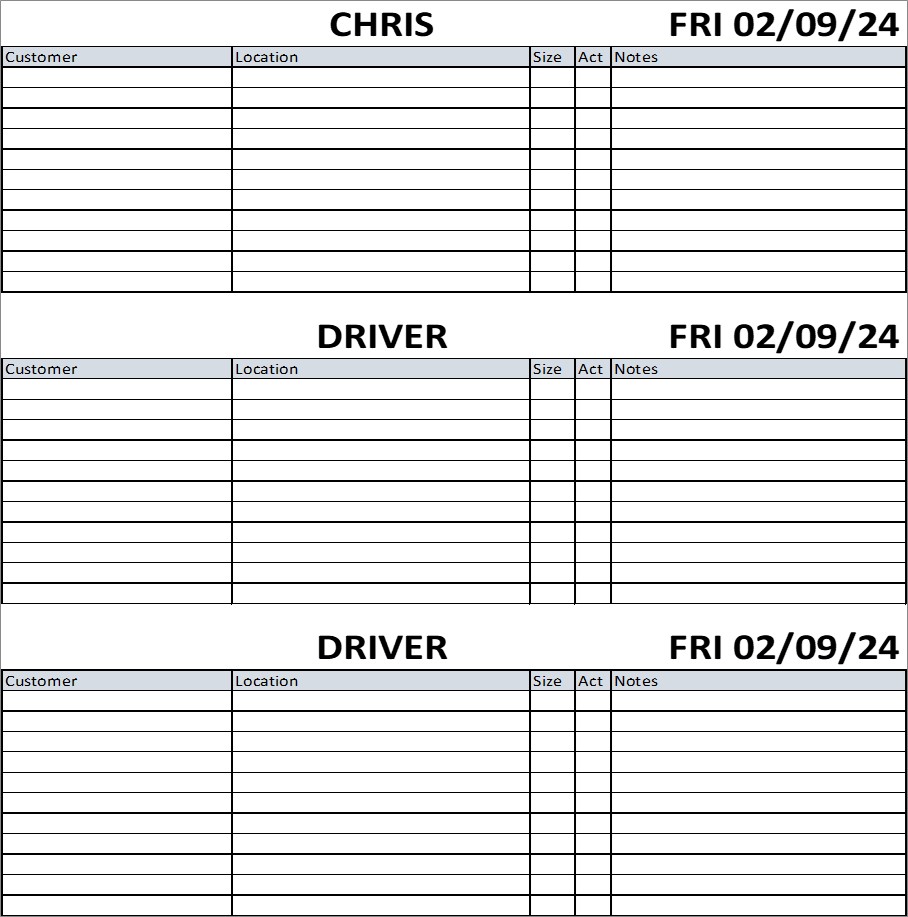 CHRIS FRI 02/09/24
Customer Location Size Act Notes
DRIVER FRI 02/09/24
Customer Location Size Act Notes
DRIVER FRI 02/09/24
Customer Location Size Act Notes